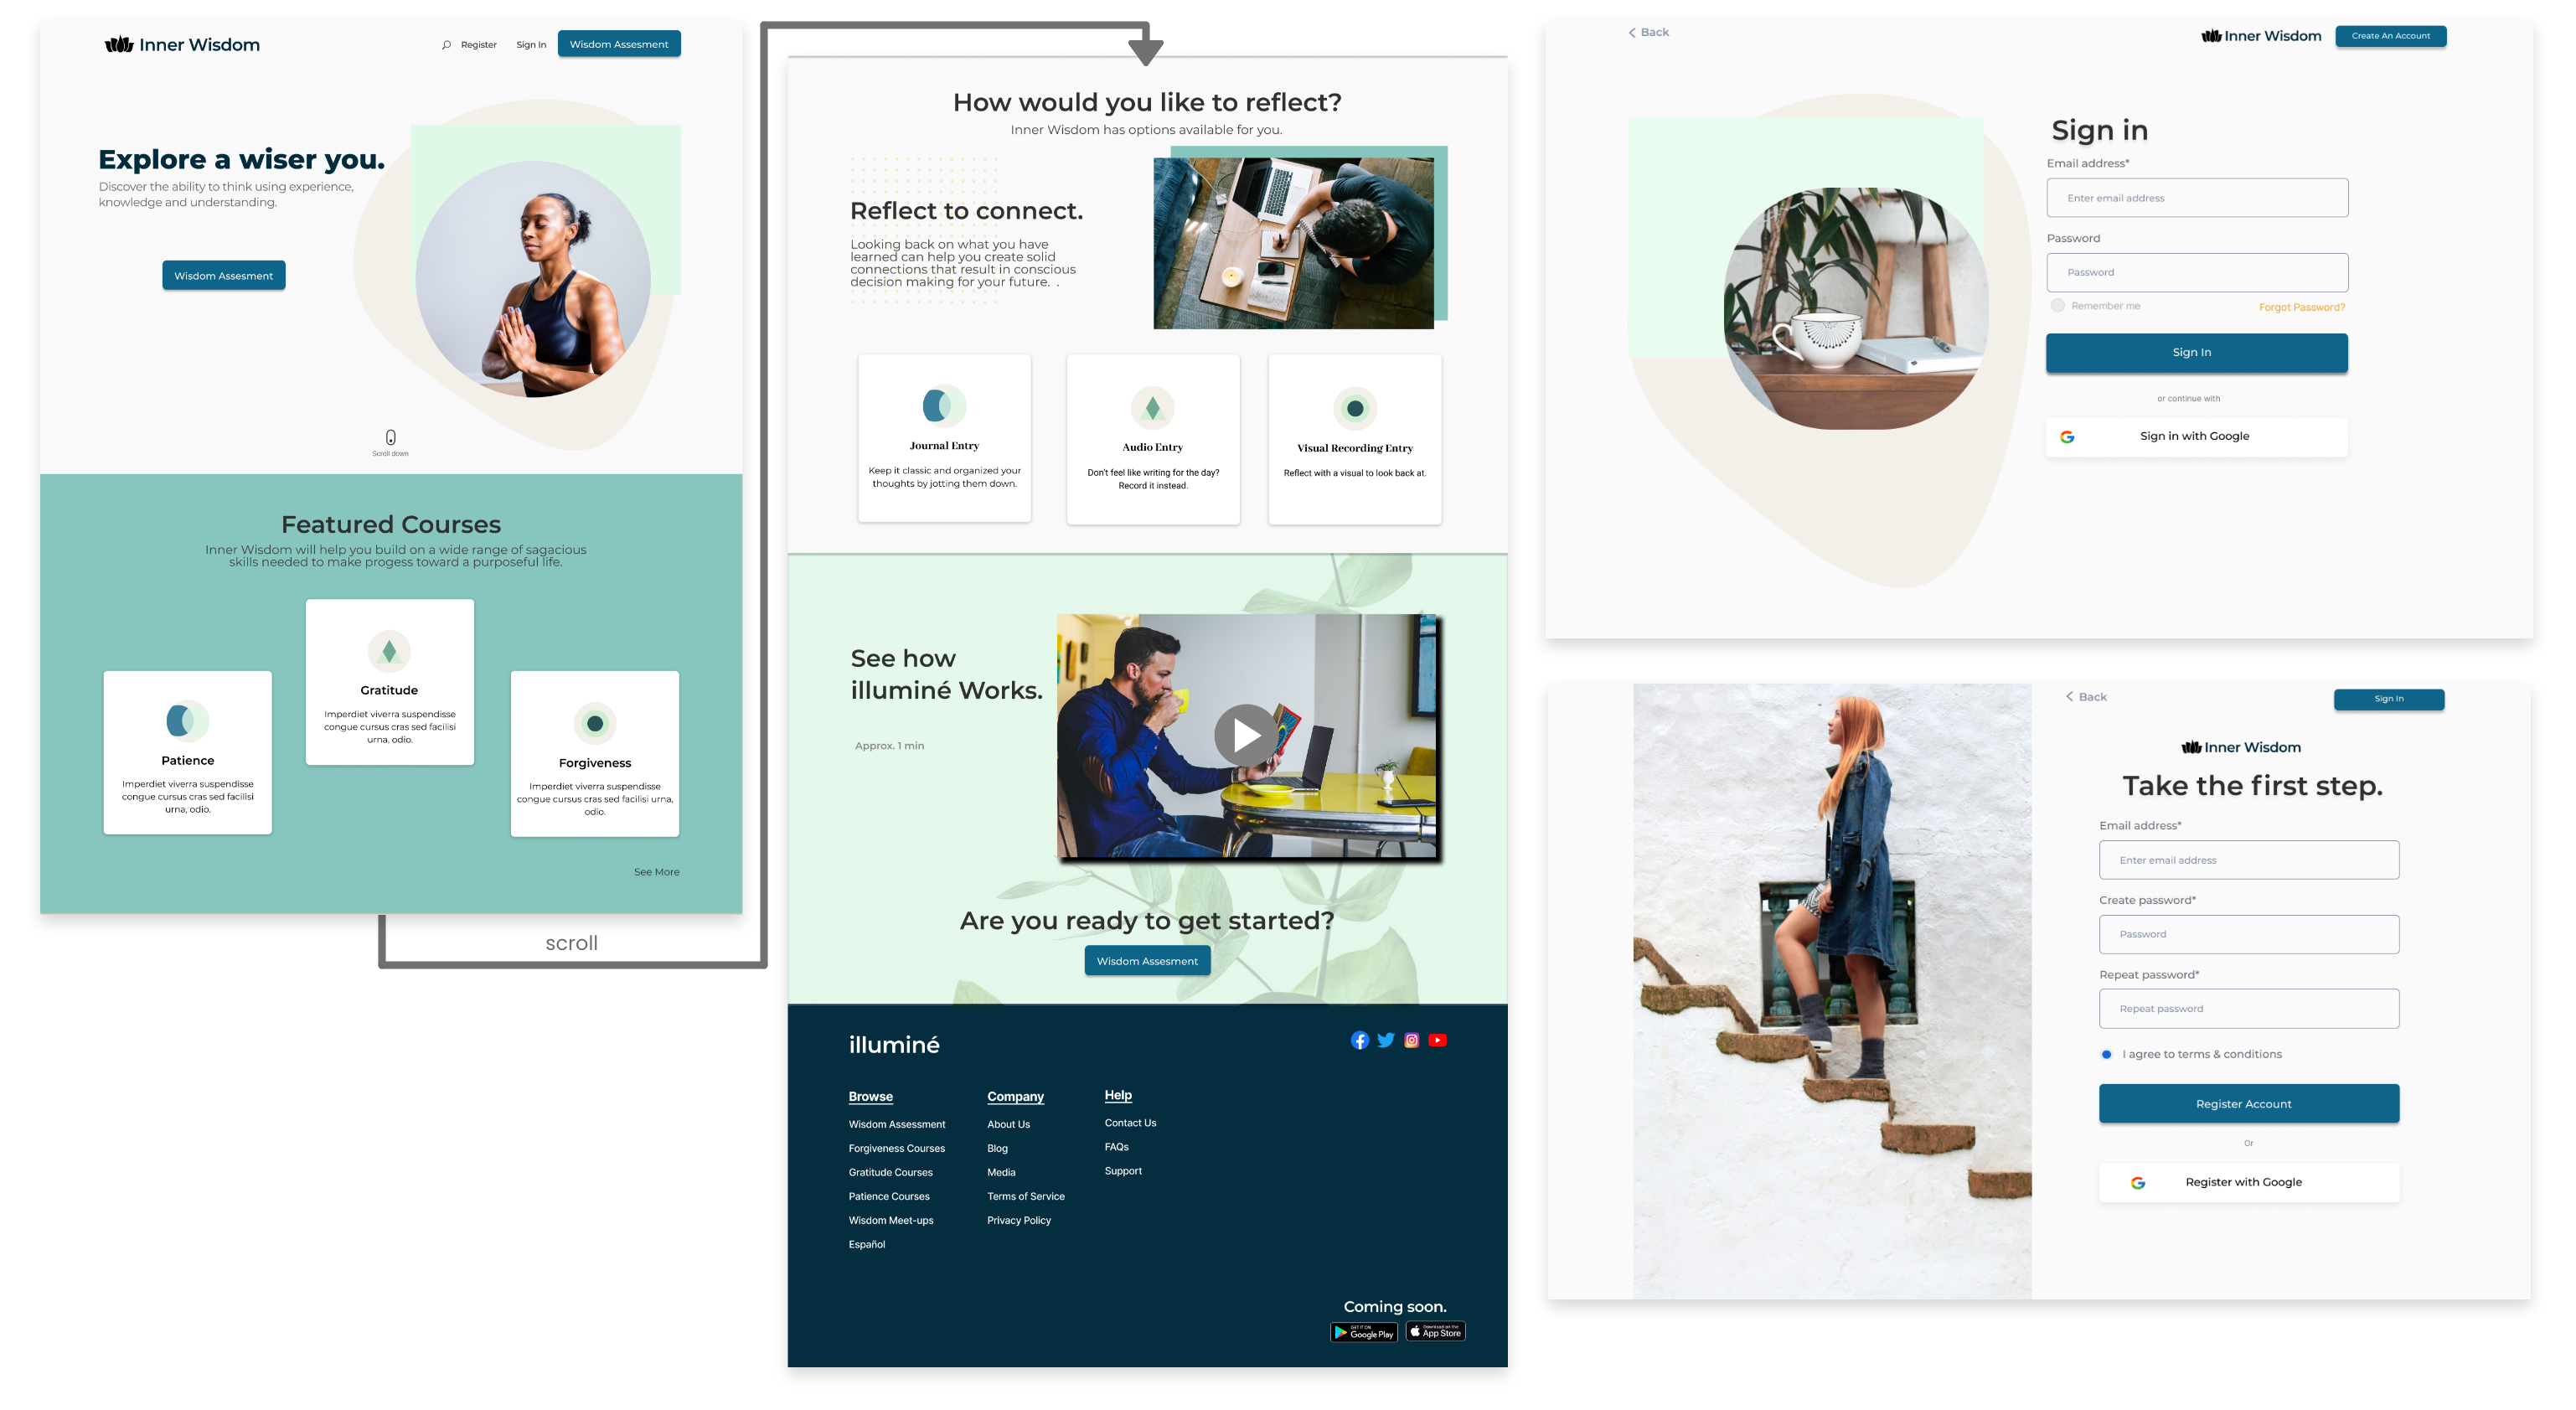 Inner Wisdom
Register
Sign In
Wisdom Assesment
Explore a wiser you.
Discover the ability to think using experience,
knowledge and understanding.
Wisdom Assesment
Scroll down
Featured Courses
Inner Wisdom will help you build on a wide range of sagacious
skills needed to make progess toward a purposeful life.
Gratitude
Imperdiet viverra suspendisse
congue cursus cras sed facilisi
urna, odio.
Patience
Imperdiet viverra suspendisse
congue cursus cras sed facilisi
urna, odio.
Forgiveness
Imperdiet viverra suspendisse
congue cursus cras sed facilisi urna,
odio.
See More
scroll
How would you like to reflect?
Inner Wisdom has options available for you.
Reflect to connect.
Looking back on what you have
learned can help you create solid
connections that result in conscious
decision making for your future. .
Journal Entry
Keep it classic and organized your
thoughts by jotting them down.
Audio Entry
Don't feel like writing for the day?
Record it instead.
Visual Recording Entry
Reflect with a visual to look back at.
See how
illuminé Works.
Approx. 1 min
Are you ready to get started?
Wisdom Assesment
illuminé
Browse
Wisdom Assessment
Forgiveness Courses
Gratitude Courses
Patience Courses
Wisdom Meet-ups
Español
Company
About Us
Blog
Media
Terms of Service
Privacy Policy
Help
Contact Us
FAQs
Support
Coming soon.
GET IT ON
Google Play
Download on the
App Store
Back
Inner Wisdom
Create An Account
Sign in
Email address*
Enter email address
Password
Password
Remember me
Forgot Password?
Sign In
or continue with
Sign in with Google
Back
Sign In
Inner Wisdom
Take the first step.
Email address*
Enter email address
Create password*
Password
Repeat password*
Repeat password
I agree to terms & conditions
Register Account
Or
Register with Google